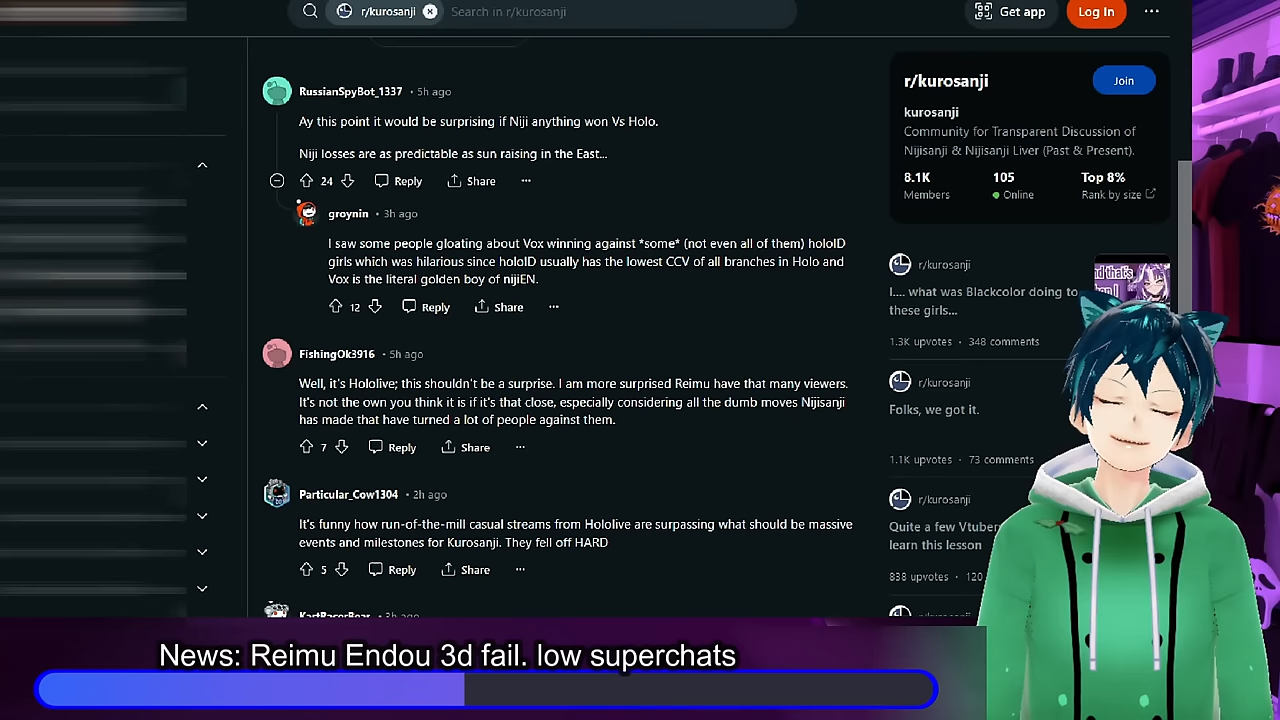 r/kurosanji
Search in r/kurosanji
Get app
Log In
RussianSpyBot_1337 • 5h ago
Ay this point it would be surprising if Niji anything won Vs Holo.
Niji losses are as predictable as sun raising in the East...
24 Reply Share
groynin • 3h ago
I saw some people gloating about Vox winning against *some* (not even all of them) holoID
girls which was hilarious since holoID usually has the lowest CCV of all branches in Holo and
Vox is the literal golden boy of nijiEN.
12 Reply Share
FishingOk3916 • 5h ago
Well, it's Hololive; this shouldn't be a surprise. I am more surprised Reimu have that many viewers.
It's not the own you think it is if it's that close, especially considering all the dumb moves Nijisanji
has made that have turned a lot of people against them.
7 Reply Share
Particular_Cow1304 • 2h ago
It's funny how run-of-the-mill casual streams from Hololive are surpassing what should be massive
events and milestones for Kurosanji. They fell off HARD
5 Reply Share
r/kurosanji
Join
kurosanji
Community for Transparent Discussion of
Nijisanji & Nijisanji Liver (Past & Present).
8.1K 105 Top 8%
Members Online Rank by size
r/kurosanji
I.... what was Blackcolor doing to
these girls...
1.3K upvotes • 348 comments
r/kurosanji
Folks, we got it.
1.1K upvotes • 73 comments
r/kurosanji
Quite a few Vtuber
learn this lesson
838 upvotes • 120
News: Reimu Endou 3d fail. low superchats